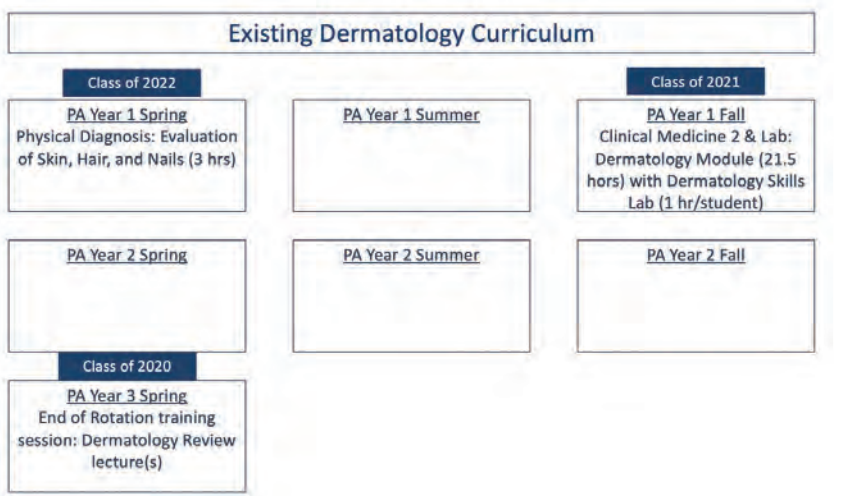 Existing Dermatology Curriculum
Class of 2022
PA Year 1 Spring
Physical Diagnosis: Evaluation
of Skin, Hair, and Nails (3 hrs)
PA Year 1 Summer
Class of 2021
PA Year 1 Fall
Clinical Medicine 2 & Lab:
Dermatology Module (21.5
hors) with Dermatology Skills
Lab (1 hr/student)
PA Year 2 Spring
PA Year 2 Summer
PA Year 2 Fall
Class of 2020
PA Year 3 Spring
End of Rotation training
session: Dermatology Review
lecture(s)